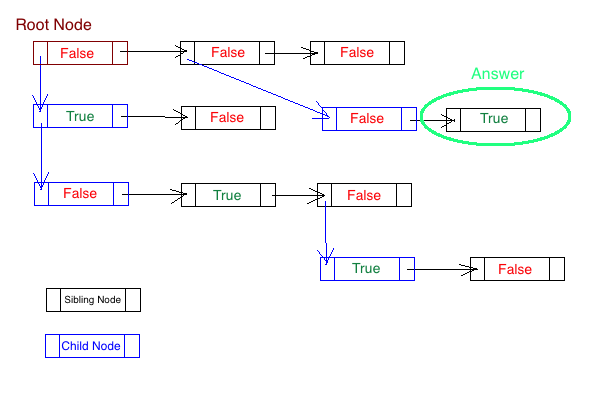 Root Node
False
False
False
Answer
True
False
False
True
False
True
False
True
False
Sibling Node
Child Node